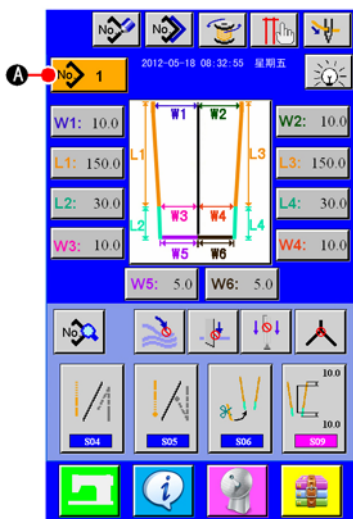 No.
No.
A
No. 1
2012-05-18 08:32:55 星期五
W1: 10.0
W1
W2
W2: 10.0
L1: 150.0
L1
L3
L3: 150.0
L2: 30.0
L2
W3
W4
L4
L4: 30.0
W3: 10.0
W5
W6
W4: 10.0
W5: 5.0
W6: 5.0
No.
10.0
10.0
S04
S05
S06
S09
i